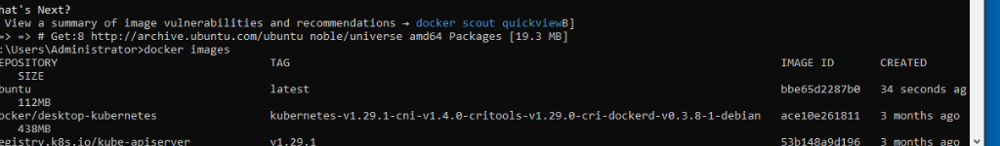 hat's Next?
View a summary of image vulnerabilities and recommendations → docker scout quickviewB]
=> => # Get:8 http://archive.ubuntu.com/ubuntu noble/universe amd64 Packages [19.3 MB]
:\Users\Administrator>docker images
EPOSITORY TAG IMAGE ID CREATED
SIZE
buntu latest bbe65d2287b0 34 seconds ag
112MB
ocker/desktop-kubernetes kubernetes-v1.29.1-cni-v1.4.0-critools-v1.29.0-cri-dockerd-v0.3.8-1-debian ace10e261811 3 months ago
438MB
egistry.k8s.io/kube-apiserver v1.29.1 53b148a9d196 3 months ago